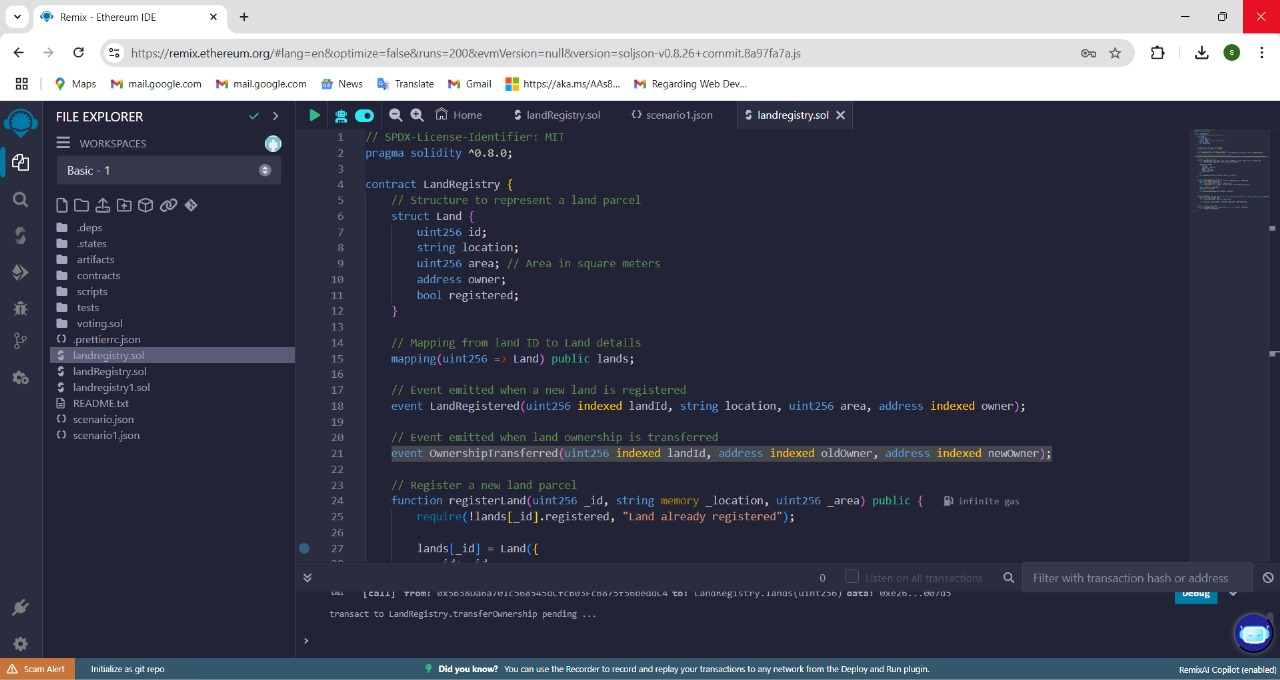 Remix - Ethereum IDE
https://remix.ethereum.org/#lang=en&optimize=false&runs=200&evmVersion=null&version=soljson-v0.8.26+commit.8a97fa7a.js
S
Maps
mail.google.com
mail.google.com
News
Translate
Gmail
https://aka.ms/AAs8...
Regarding Web Dev...
FILE EXPLORER
WORKSPACES
Basic - 1
.deps
.states
artifacts
contracts
scripts
tests
voting.sol
.prettierrc.json
landregistry.sol
landRegistry.sol
landregistry1.sol
README.txt
scenario.json
scenario1.json
Home
landRegistry.sol
scenario1.json
landregistry.sol
1 // SPDX-License-Identifier: MIT
2 pragma solidity ^0.8.0;
3
4 contract LandRegistry {
5 // Structure to represent a land parcel
6 struct Land {
7 uint256 id;
8 string location;
9 uint256 area; // Area in square meters
10 address owner;
11 bool registered;
12 }
13
14 // Mapping from land ID to Land details
15 mapping(uint256 => Land) public lands;
16
17 // Event emitted when a new land is registered
18 event LandRegistered(uint256 indexed landId, string location, uint256 area, address indexed owner);
19
20 // Event emitted when land ownership is transferred
21 event OwnershipTransferred(uint256 indexed landId, address indexed oldOwner, address indexed newOwner);
22
23 // Register a new land parcel
24 function registerLand(uint256 _id, string memory _location, uint256 _area) public { infinite gas
25 require(!lands[_id].registered, "Land already registered");
26
27 lands[_id] = Land({
0
Listen on all transactions
Filter with transaction hash or address
[call] from: to: LandRegistry.lands(uint256) data: 0xe26...007d5
Debug
transact to LandRegistry.transferOwnership pending ...
>
Scam Alert
Initialize as git repo
Did you know? You can use the Recorder to record and replay your transactions to any network from the Deploy and Run plugin.
RemixAI Copilot (enabled)